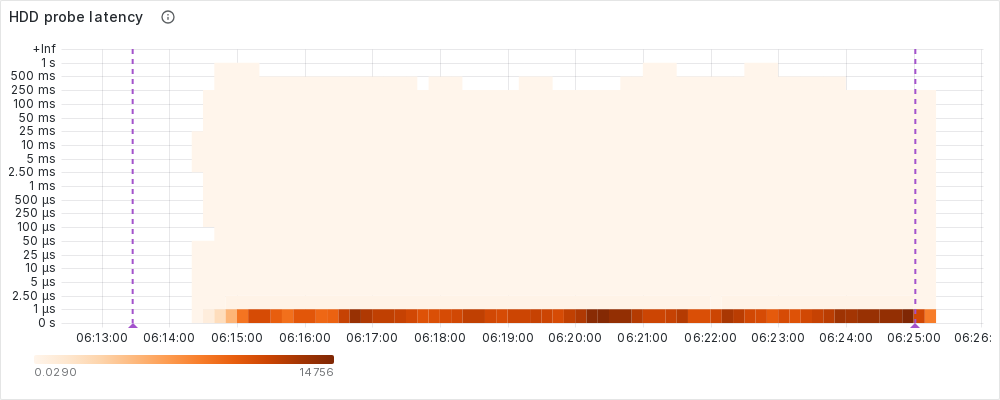 HDD probe latency
+Inf
1 s
500 ms
250 ms
100 ms
50 ms
25 ms
10 ms
5 ms
2.50 ms
1 ms
500 µs
250 µs
100 µs
50 µs
25 µs
10 µs
5 µs
2.50 µs
1 µs
0 s
06:13:00 06:14:00 06:15:00 06:16:00 06:17:00 06:18:00 06:19:00 06:20:00 06:21:00 06:22:00 06:23:00 06:24:00 06:25:00 06:26:
0.0290 14756